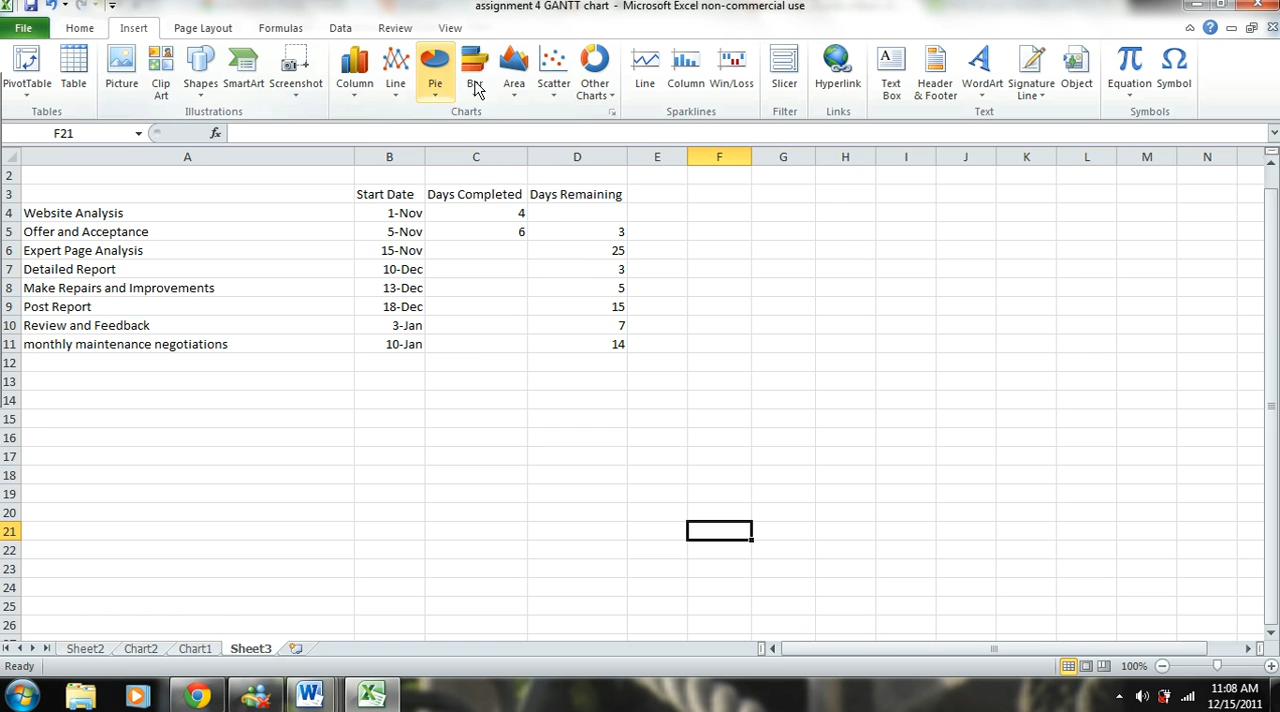 assignment 4 GANTT chart - Microsoft Excel non-commercial use
File Home Insert Page Layout Formulas Data Review View
PivotTable Table Picture Clip Art Shapes SmartArt Screenshot Column Line Pie Bar Area Scatter Other Charts Line Column Win/Loss Slicer Hyperlink Text Box Header & Footer WordArt Signature Line Object Equation Symbol
Tables Illustrations Charts Sparklines Filter Links Text Symbols
F21 fx
A B C D E F G H I J K L M N
2
3 Start Date Days Completed Days Remaining
4 Website Analysis 1-Nov 4
5 Offer and Acceptance 5-Nov 6 3
6 Expert Page Analysis 15-Nov 25
7 Detailed Report 10-Dec 3
8 Make Repairs and Improvements 13-Dec 5
9 Post Report 18-Dec 15
10 Review and Feedback 3-Jan 7
11 monthly maintenance negotiations 10-Jan 14
12
13
14
15
16
17
18
19
20
21
22
23
24
25
26
Sheet2 Chart2 Chart1 Sheet3
Ready 100%
11:08 AM
12/15/2011